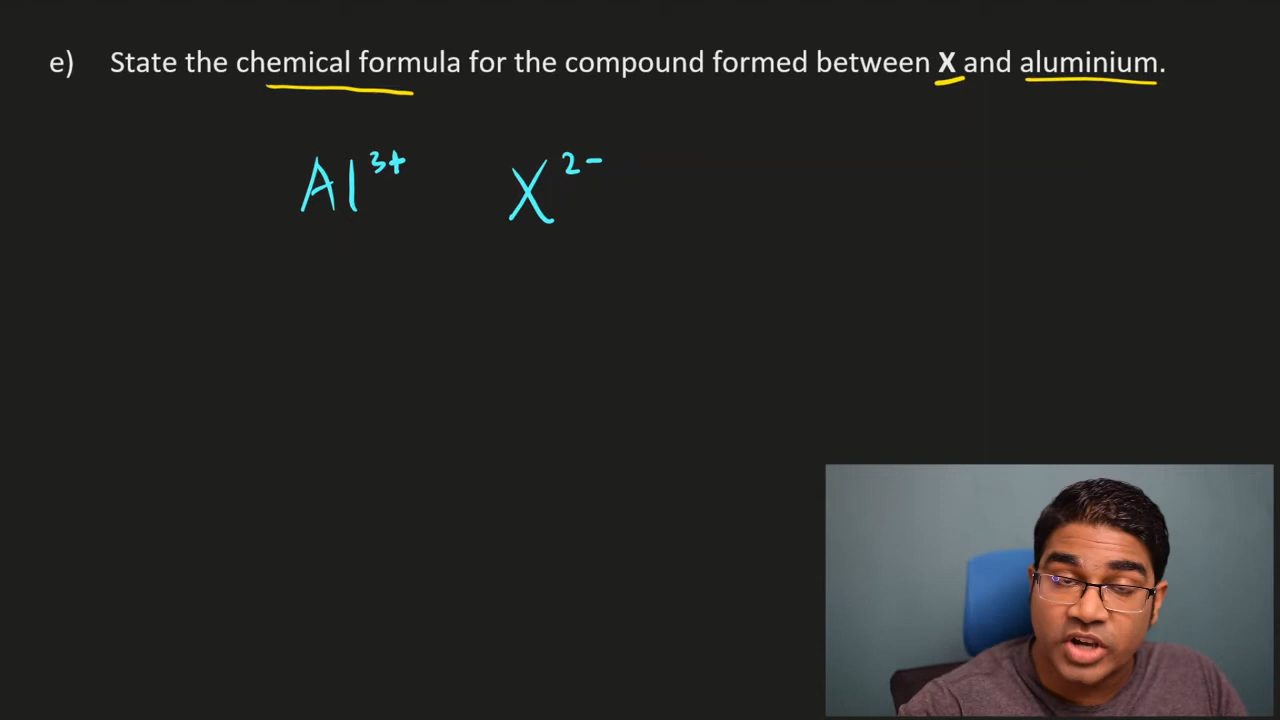 e) State the chemical formula for the compound formed between X and aluminium.
Al³⁺ X²⁻